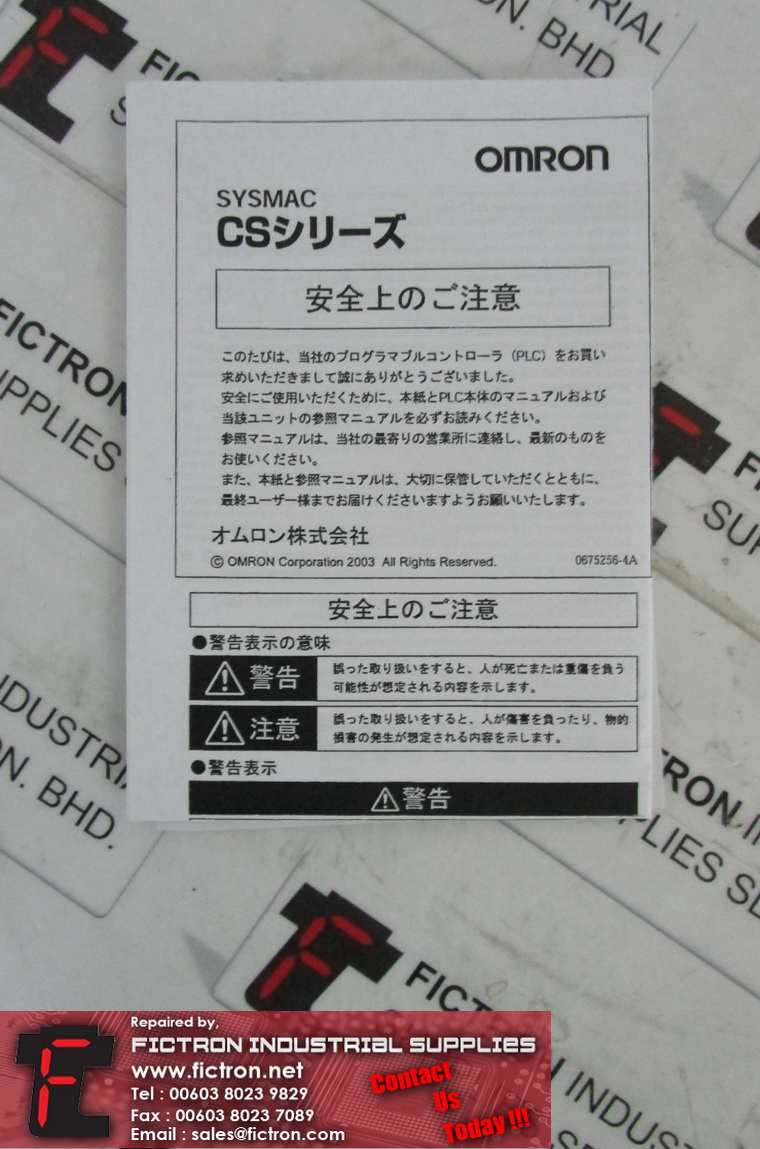 TRIAL
N. BHD
FIC
S
OMRON
SYSMAC
CSシリーズ
安全上のご注意
このたびは、当社のプログラマブルコントローラ（PLC）をお買い
求めいただきまして誠にありがとうございました。
安全にご使用いただくために、本紙とPLC本体のマニュアルおよび
当該ユニットの参照マニュアルを必ずお読みください。
参照マニュアルは、当社の最寄りの営業所に連絡し、最新のものを
お使いください。
また、本紙と参照マニュアルは、大切に保管していただくとともに、
最終ユーザー様までお届けくださいますようお願いいたします。
オムロン株式会社
© OMRON Corporation 2003 All Rights Reserved. 0675256-4A
安全上のご注意
●警告表示の意味
警告
誤った取り扱いをすると、人が死亡または重傷を負う
可能性が想定される内容を示します。
注意
誤った取り扱いをすると、人が傷害を負ったり、物的
損害の発生が想定される内容を示します。
●警告表示
警告
FICTRON
UPPLIES
FI
SUP
NDUSTRIA
N. BHD.
RON I
PLIES S
FICT
N INDUS
Repaired by,
FICTRON INDUSTRIAL SUPPLIES
www.fictron.net
Tel : 00603 8023 9829
Fax : 00603 8023 7089
Email : sales@fictron.com
Contact
Us
Today !!!